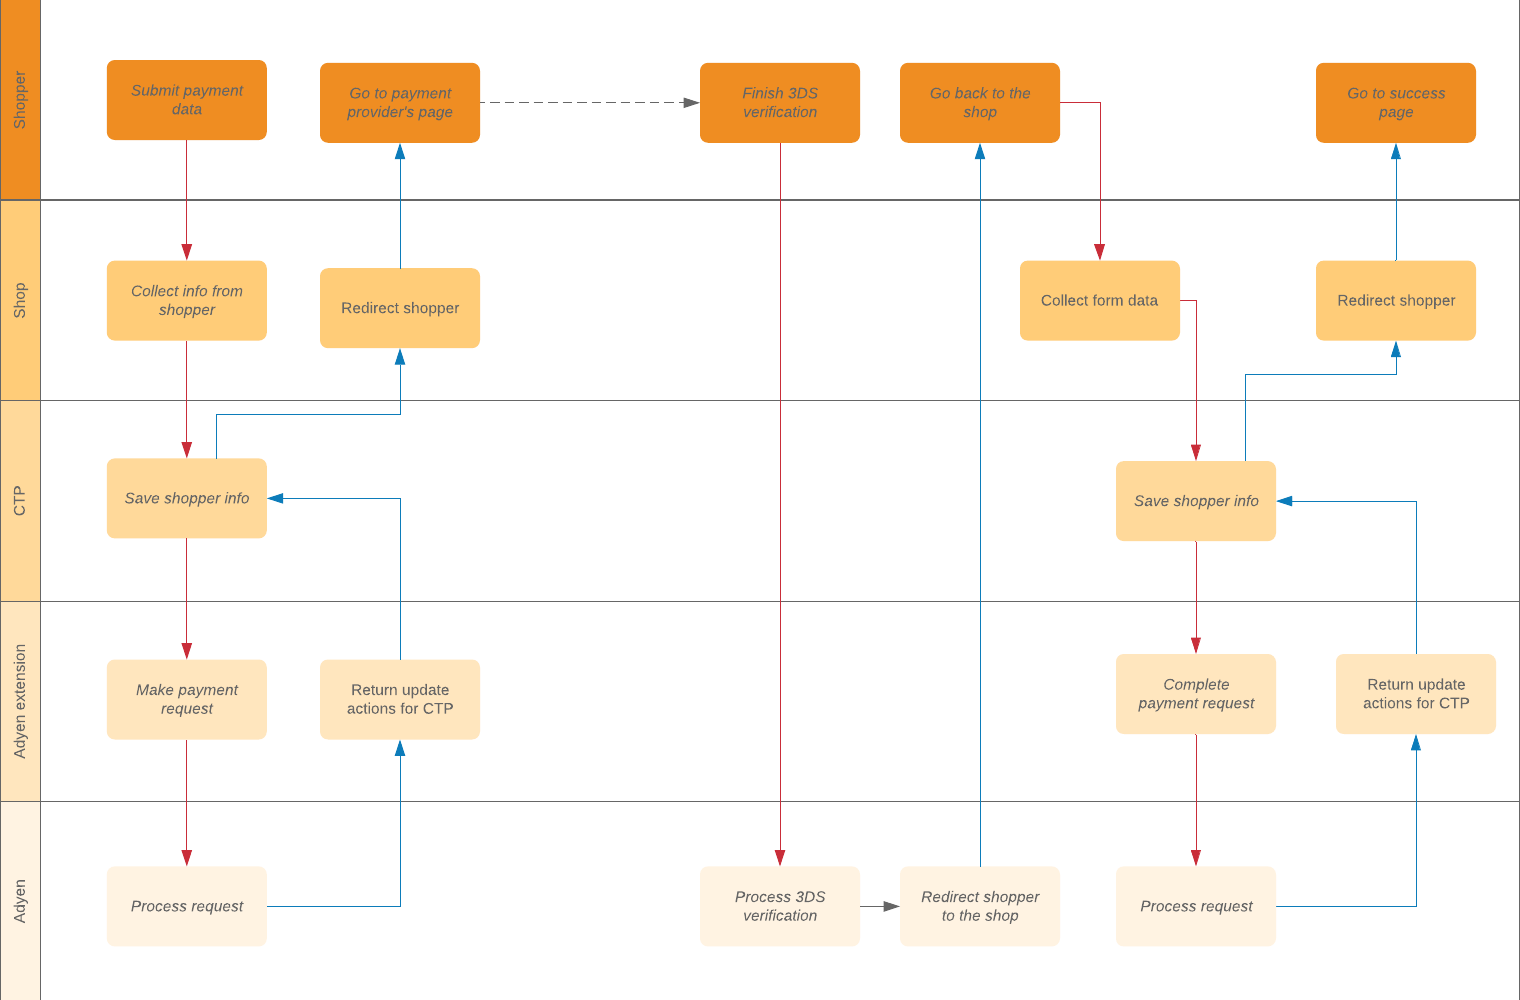 Shopper
Submit payment
data
Go to payment
provider's page
Finish 3DS
verification
Go back to the
shop
Go to success
page
Shop
Collect info from
shopper
Redirect shopper
Collect form data
Redirect shopper
CTP
Save shopper info
Save shopper info
Adyen extension
Make payment
request
Return update
actions for CTP
Complete
payment request
Return update
actions for CTP
Adyen
Process request
Process 3DS
verification
Redirect shopper
to the shop
Process request